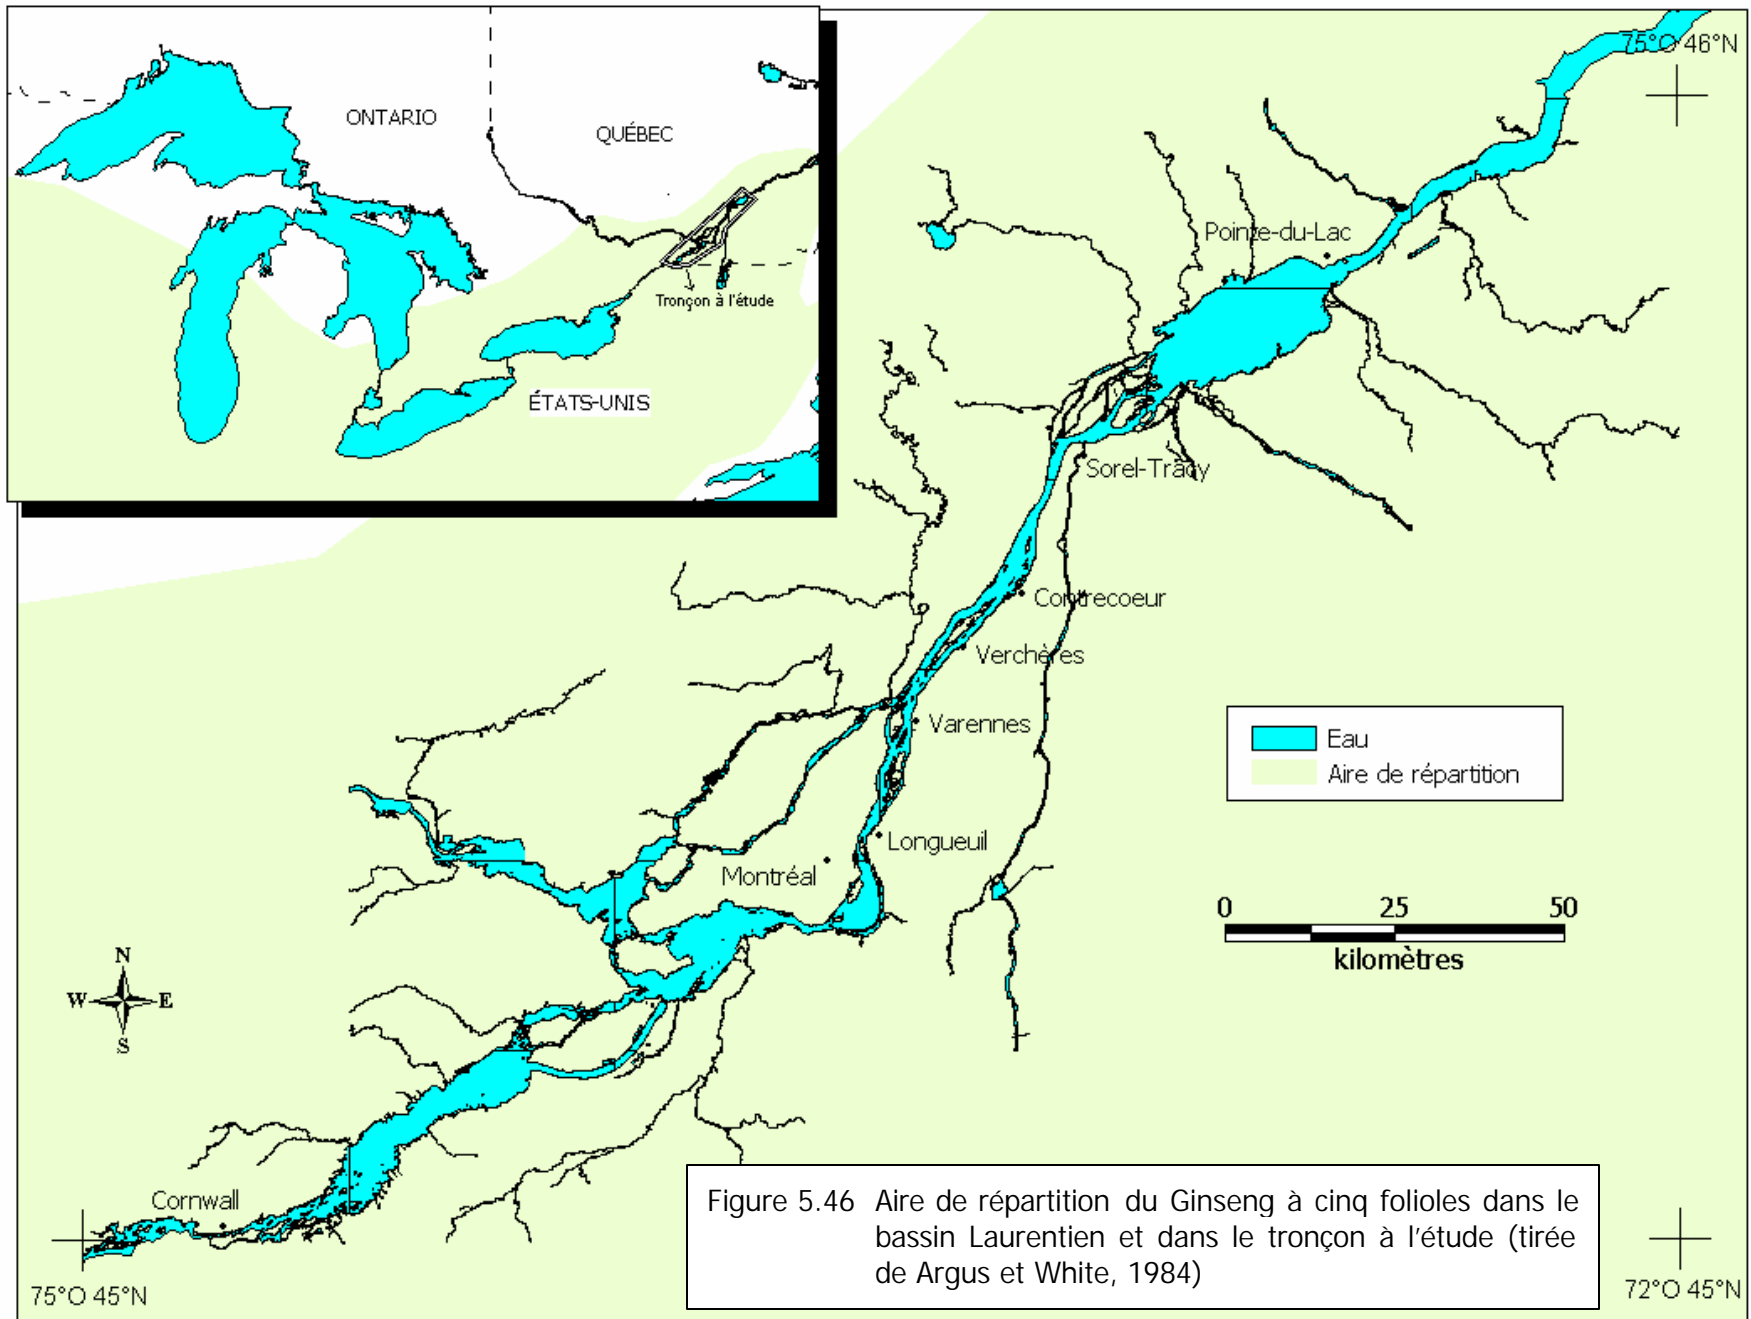 ONTARIO
QUÉBEC
Tronçon à l'étude
ÉTATS-UNIS
75°O 46°N
Pointe-du-Lac
Sorel-Tracy
Contrecoeur
Verchères
Varennes
Longueuil
Montréal
Eau
Aire de répartition
0 25 50
kilomètres
N
W E
S
Cornwall
75°O 45°N
72°O 45°N
Figure 5.46 Aire de répartition du Ginseng à cinq folioles dans le
bassin Laurentien et dans le tronçon à l'étude (tirée
de Argus et White, 1984)